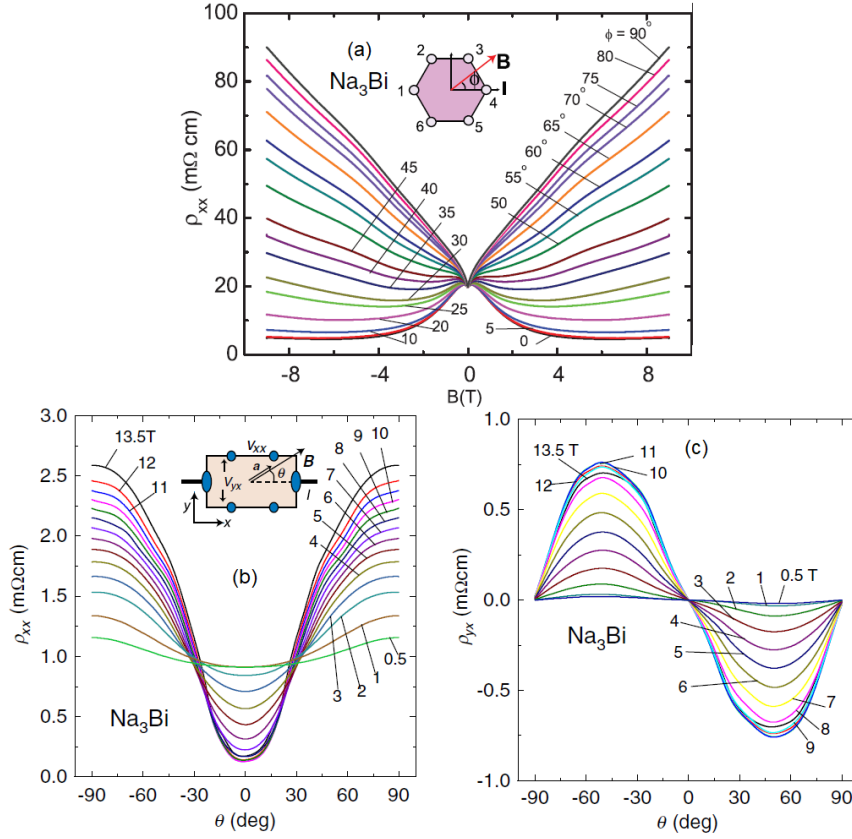 (a)
Na3Bi
1
2
3
4
5
6
B
ϕ
I
ϕ = 90°
80
75
70°
65°
60°
55°
50
45
40
35
30
25
20
10
5
0
100
80
60
40
20
0
ρxx (mΩ cm)
-8 -4 0 4 8
B(T)
3.0
2.5
2.0
1.5
1.0
0.5
0.0
ρxx (mΩcm)
13.5T
12
11
10
9
8
7
6
5
4
3
2
1
0.5
Vxx
Vyx
a
B
θ
I
y
x
(b)
Na3Bi
-90 -60 -30 0 30 60 90
θ (deg)
1.0
0.0
-0.5
-1.0
ρyx (mΩcm)
13.5 T
12
11
10
(c)
3
2
1
0.5 T
4
5
6
7
8
9
Na3Bi
-90 -60 -30 0 30 60 90
θ (deg)